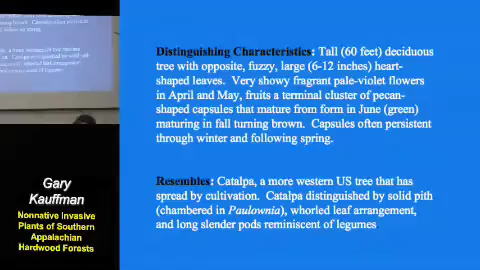 Distinguishing Characteristics: Tall (60 feet) deciduous
tree with opposite, fuzzy, large (6-12 inches) heart-
shaped leaves.  Very showy fragrant pale-violet flowers
in April and May, fruits a terminal cluster of pecan-
shaped capsules that mature from form in June (green)
maturing in fall turning brown.  Capsules often persistent
through winter and following spring.
Resembles: Catalpa, a more western US tree that has
spread by cultivation.  Catalpa distinguished by solid pith
(chambered in Paulownia), whorled leaf arrangement,
and long slender pods reminiscent of legumes
Gary
Kauffman
Nonnative Invasive
Plants of Southern
Appalachian
Hardwood Forests